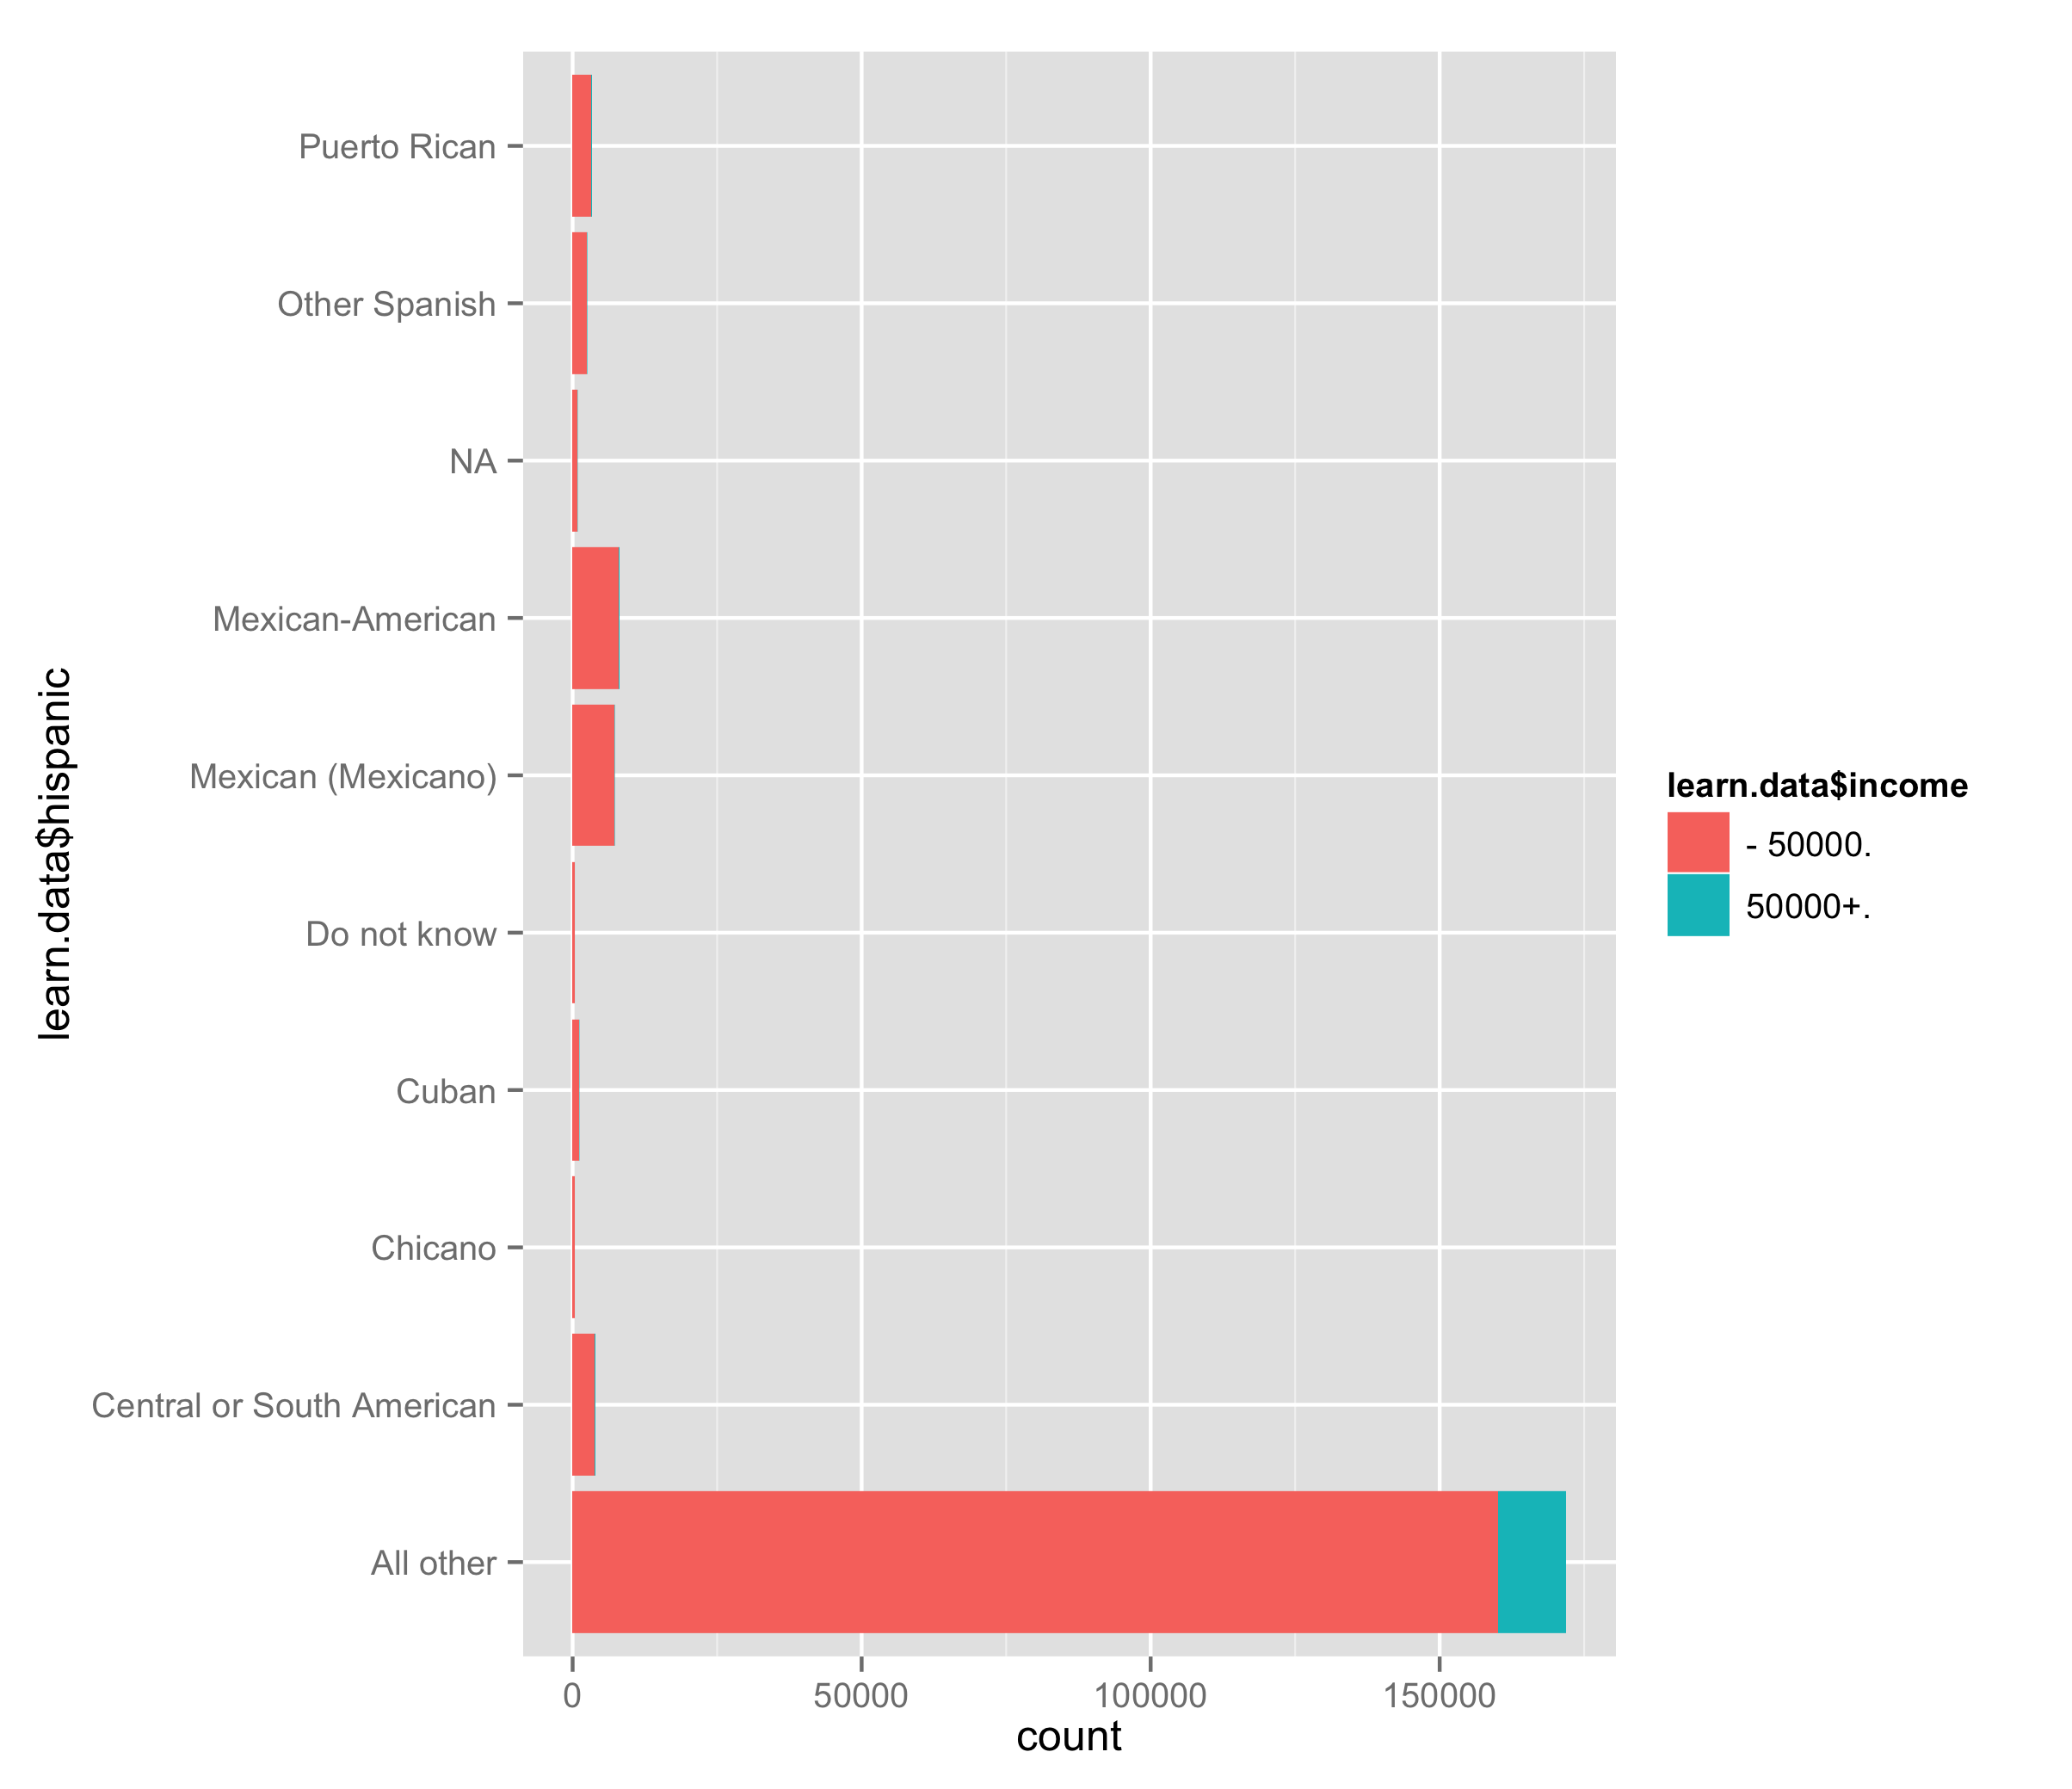 learn.data$hispanic
Puerto Rican
Other Spanish
NA
Mexican-American
Mexican (Mexicano)
Do not know
Cuban
Chicano
Central or South American
All other
0 50000 100000 150000
count
learn.data$income
- 50000.
50000+.